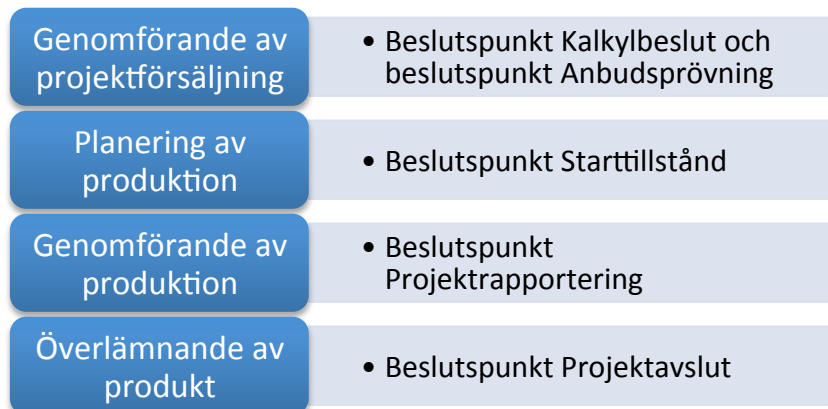 Genomförande av
projektförsäljning
• Beslutspunkt Kalkylbeslut och
beslutspunkt Anbudsprövning
Planering av
produktion
• Beslutspunkt Starttillstånd
Genomförande av
produktion
• Beslutspunkt
Projektrapportering
Överlämnande av
produkt
• Beslutspunkt Projektavslut